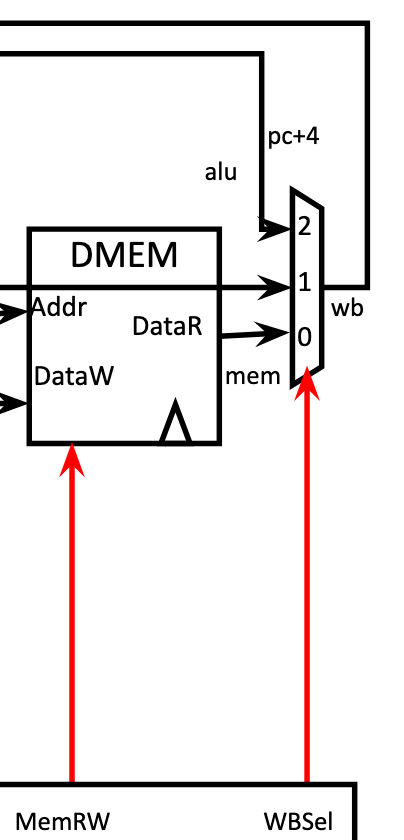 pc+4
alu
2
DMEM
1
Addr
wb
DataR
0
DataW
mem
MemRW
WBSel